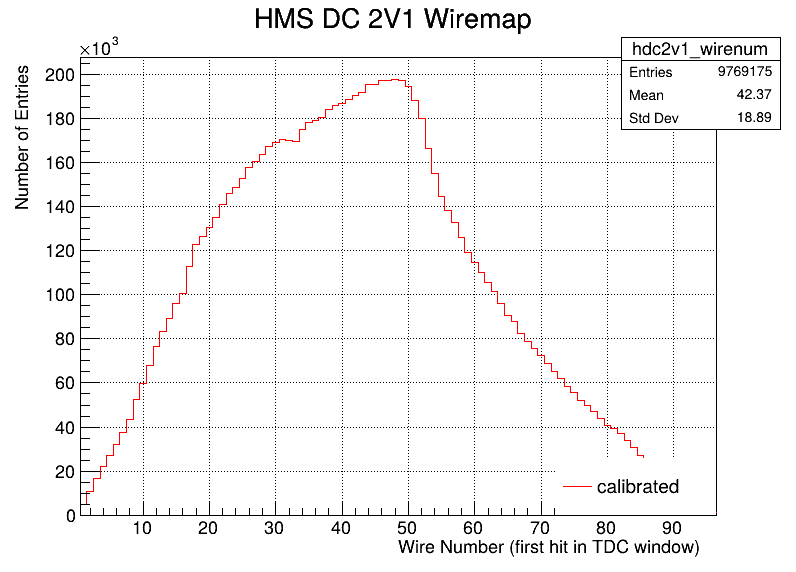 HMS DC 2V1 Wiremap
×10³
hdc2v1_wirenum
Entries 9769175
Mean 42.37
Std Dev 18.89
Number of Entries
200
180
160
140
120
100
80
60
40
20
0
calibrated
10 20 30 40 50 60 70 80 90
Wire Number (first hit in TDC window)